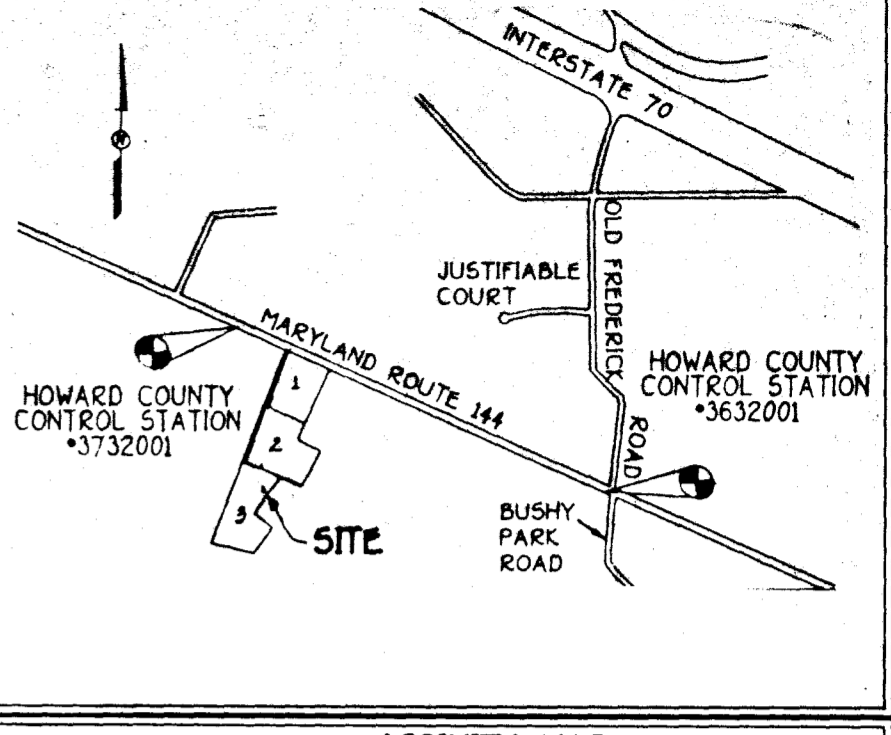 INTERSTATE 70
N
OLD FREDERICK ROAD
JUSTIFIABLE
COURT
MARYLAND ROUTE 144
HOWARD COUNTY
CONTROL STATION
•3632001
HOWARD COUNTY
CONTROL STATION
•3732001
1
2
3
SITE
BUSHY
PARK
ROAD